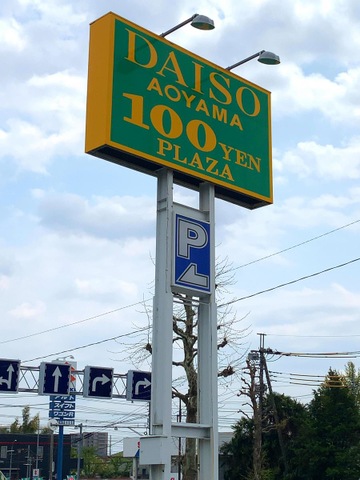 DAISO
AOYAMA
100 YEN
PLAZA
P